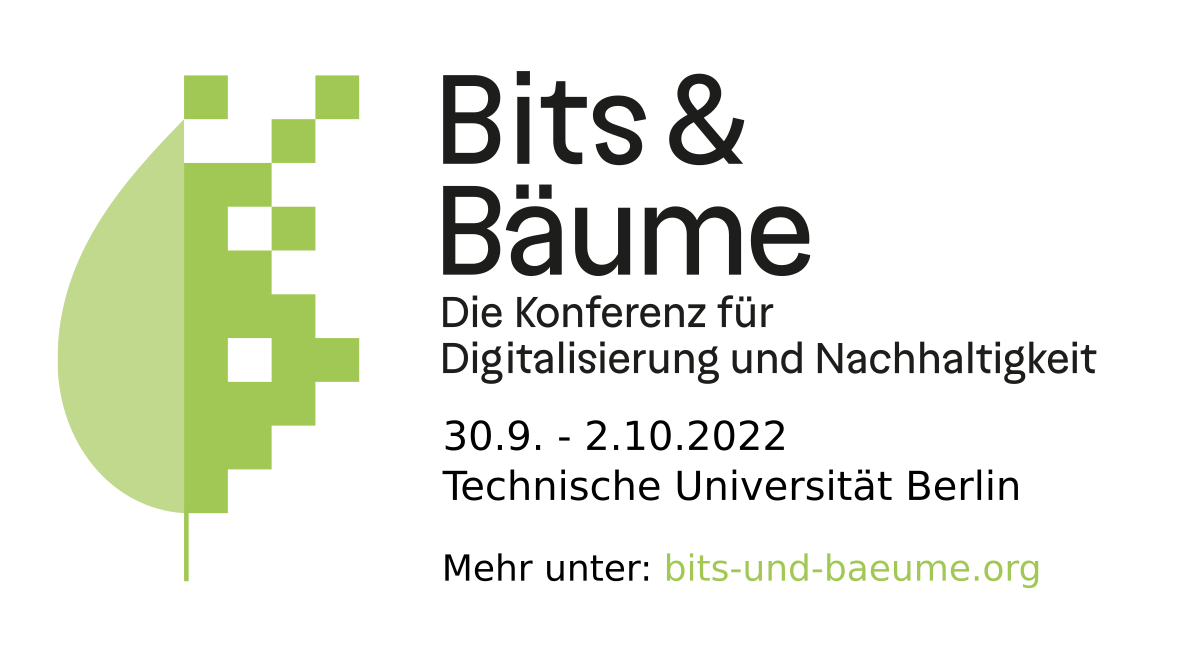 Bits &
Bäume
Die Konferenz für
Digitalisierung und Nachhaltigkeit
30.9. - 2.10.2022
Technische Universität Berlin
Mehr unter: bits-und-baeume.org